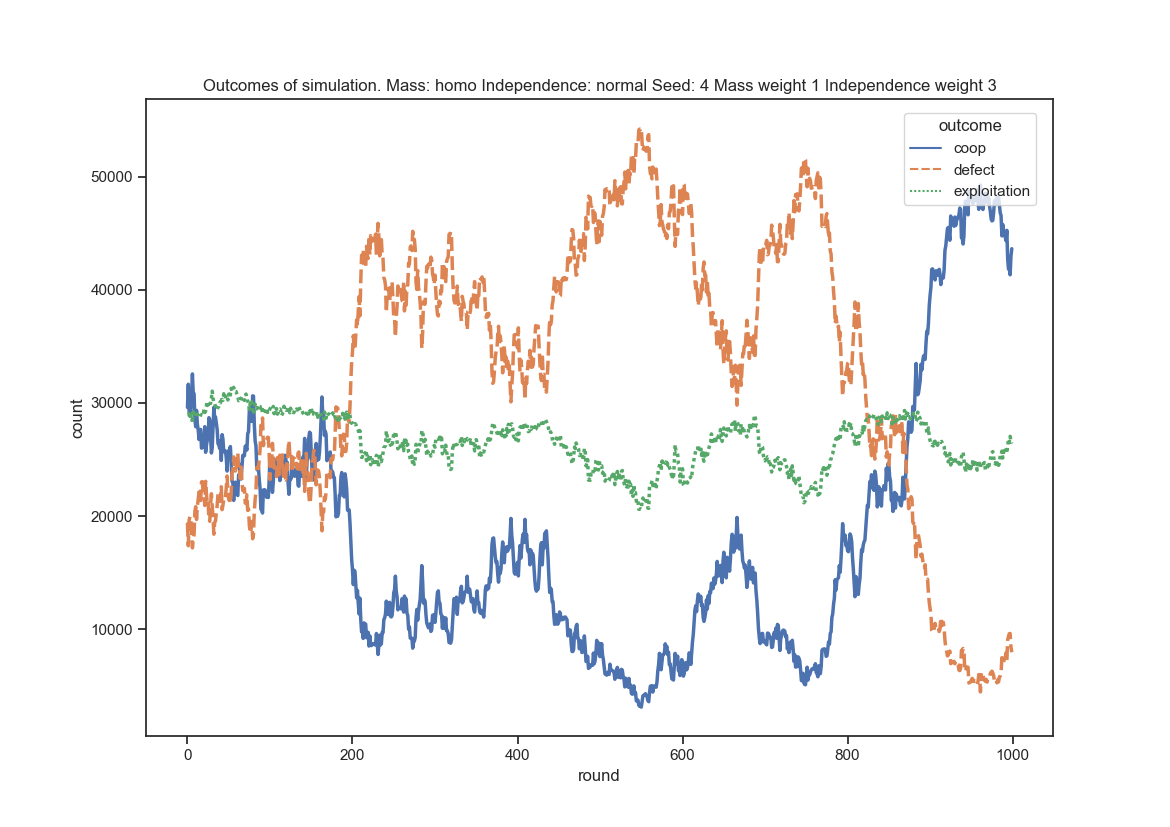 Outcomes of simulation. Mass: homo Independence: normal Seed: 4 Mass weight 1 Independence weight 3
outcome
coop
defect
exploitation
50000
40000
30000
20000
10000
count
0
200
400
600
800
1000
round